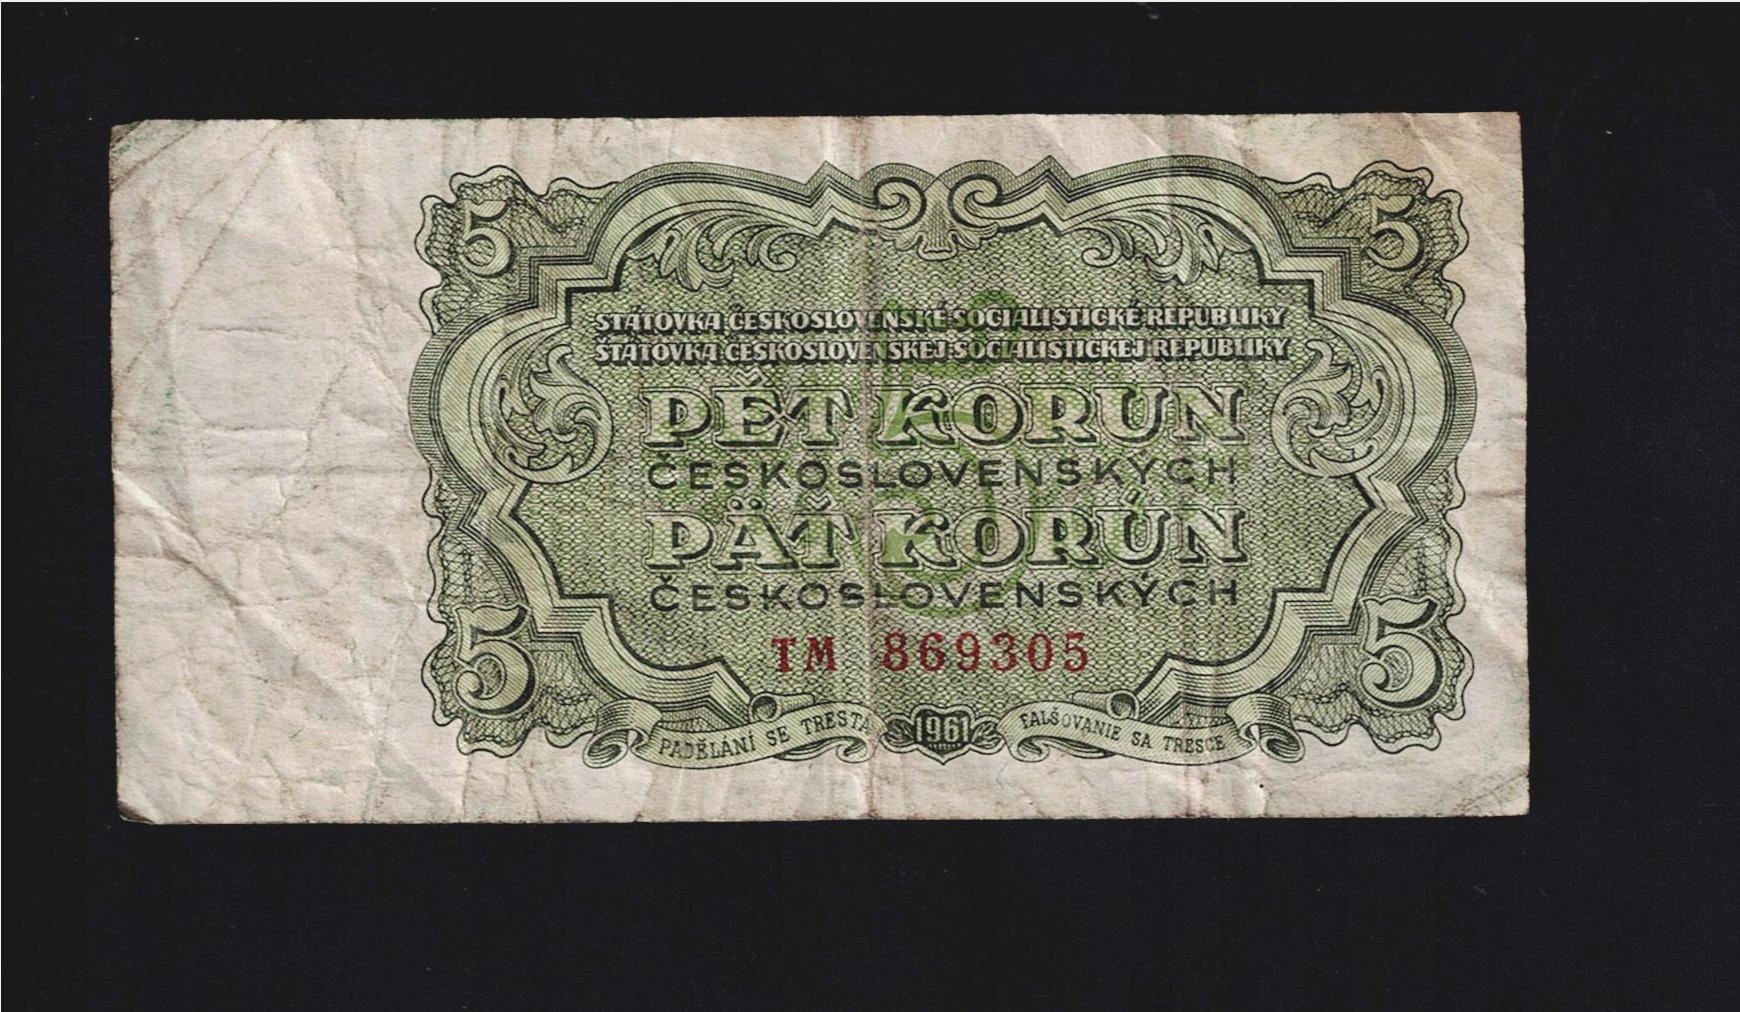 5 5
STÁTOVKA ČESKOSLOVENSKÉ SOCIALISTICKÉ REPUBLIKY
ŠTÁTOVKA ČESKOSLOVENSKEJ SOCIALISTICKEJ REPUBLIKY
PĚT KORUN
ČESKOSLOVENSKÝCH
PÄŤ KORÚN
ČESKOSLOVENSKÝCH
TM 869305
5 5
PADĚLÁNÍ SE TRESTÁ 1961 FALŠOVANIE SA TRESCE